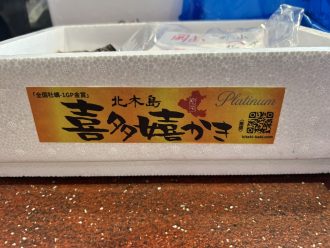 「全国牡蠣-1GP金賞」
北木島
Platinum
喜多嬉かき